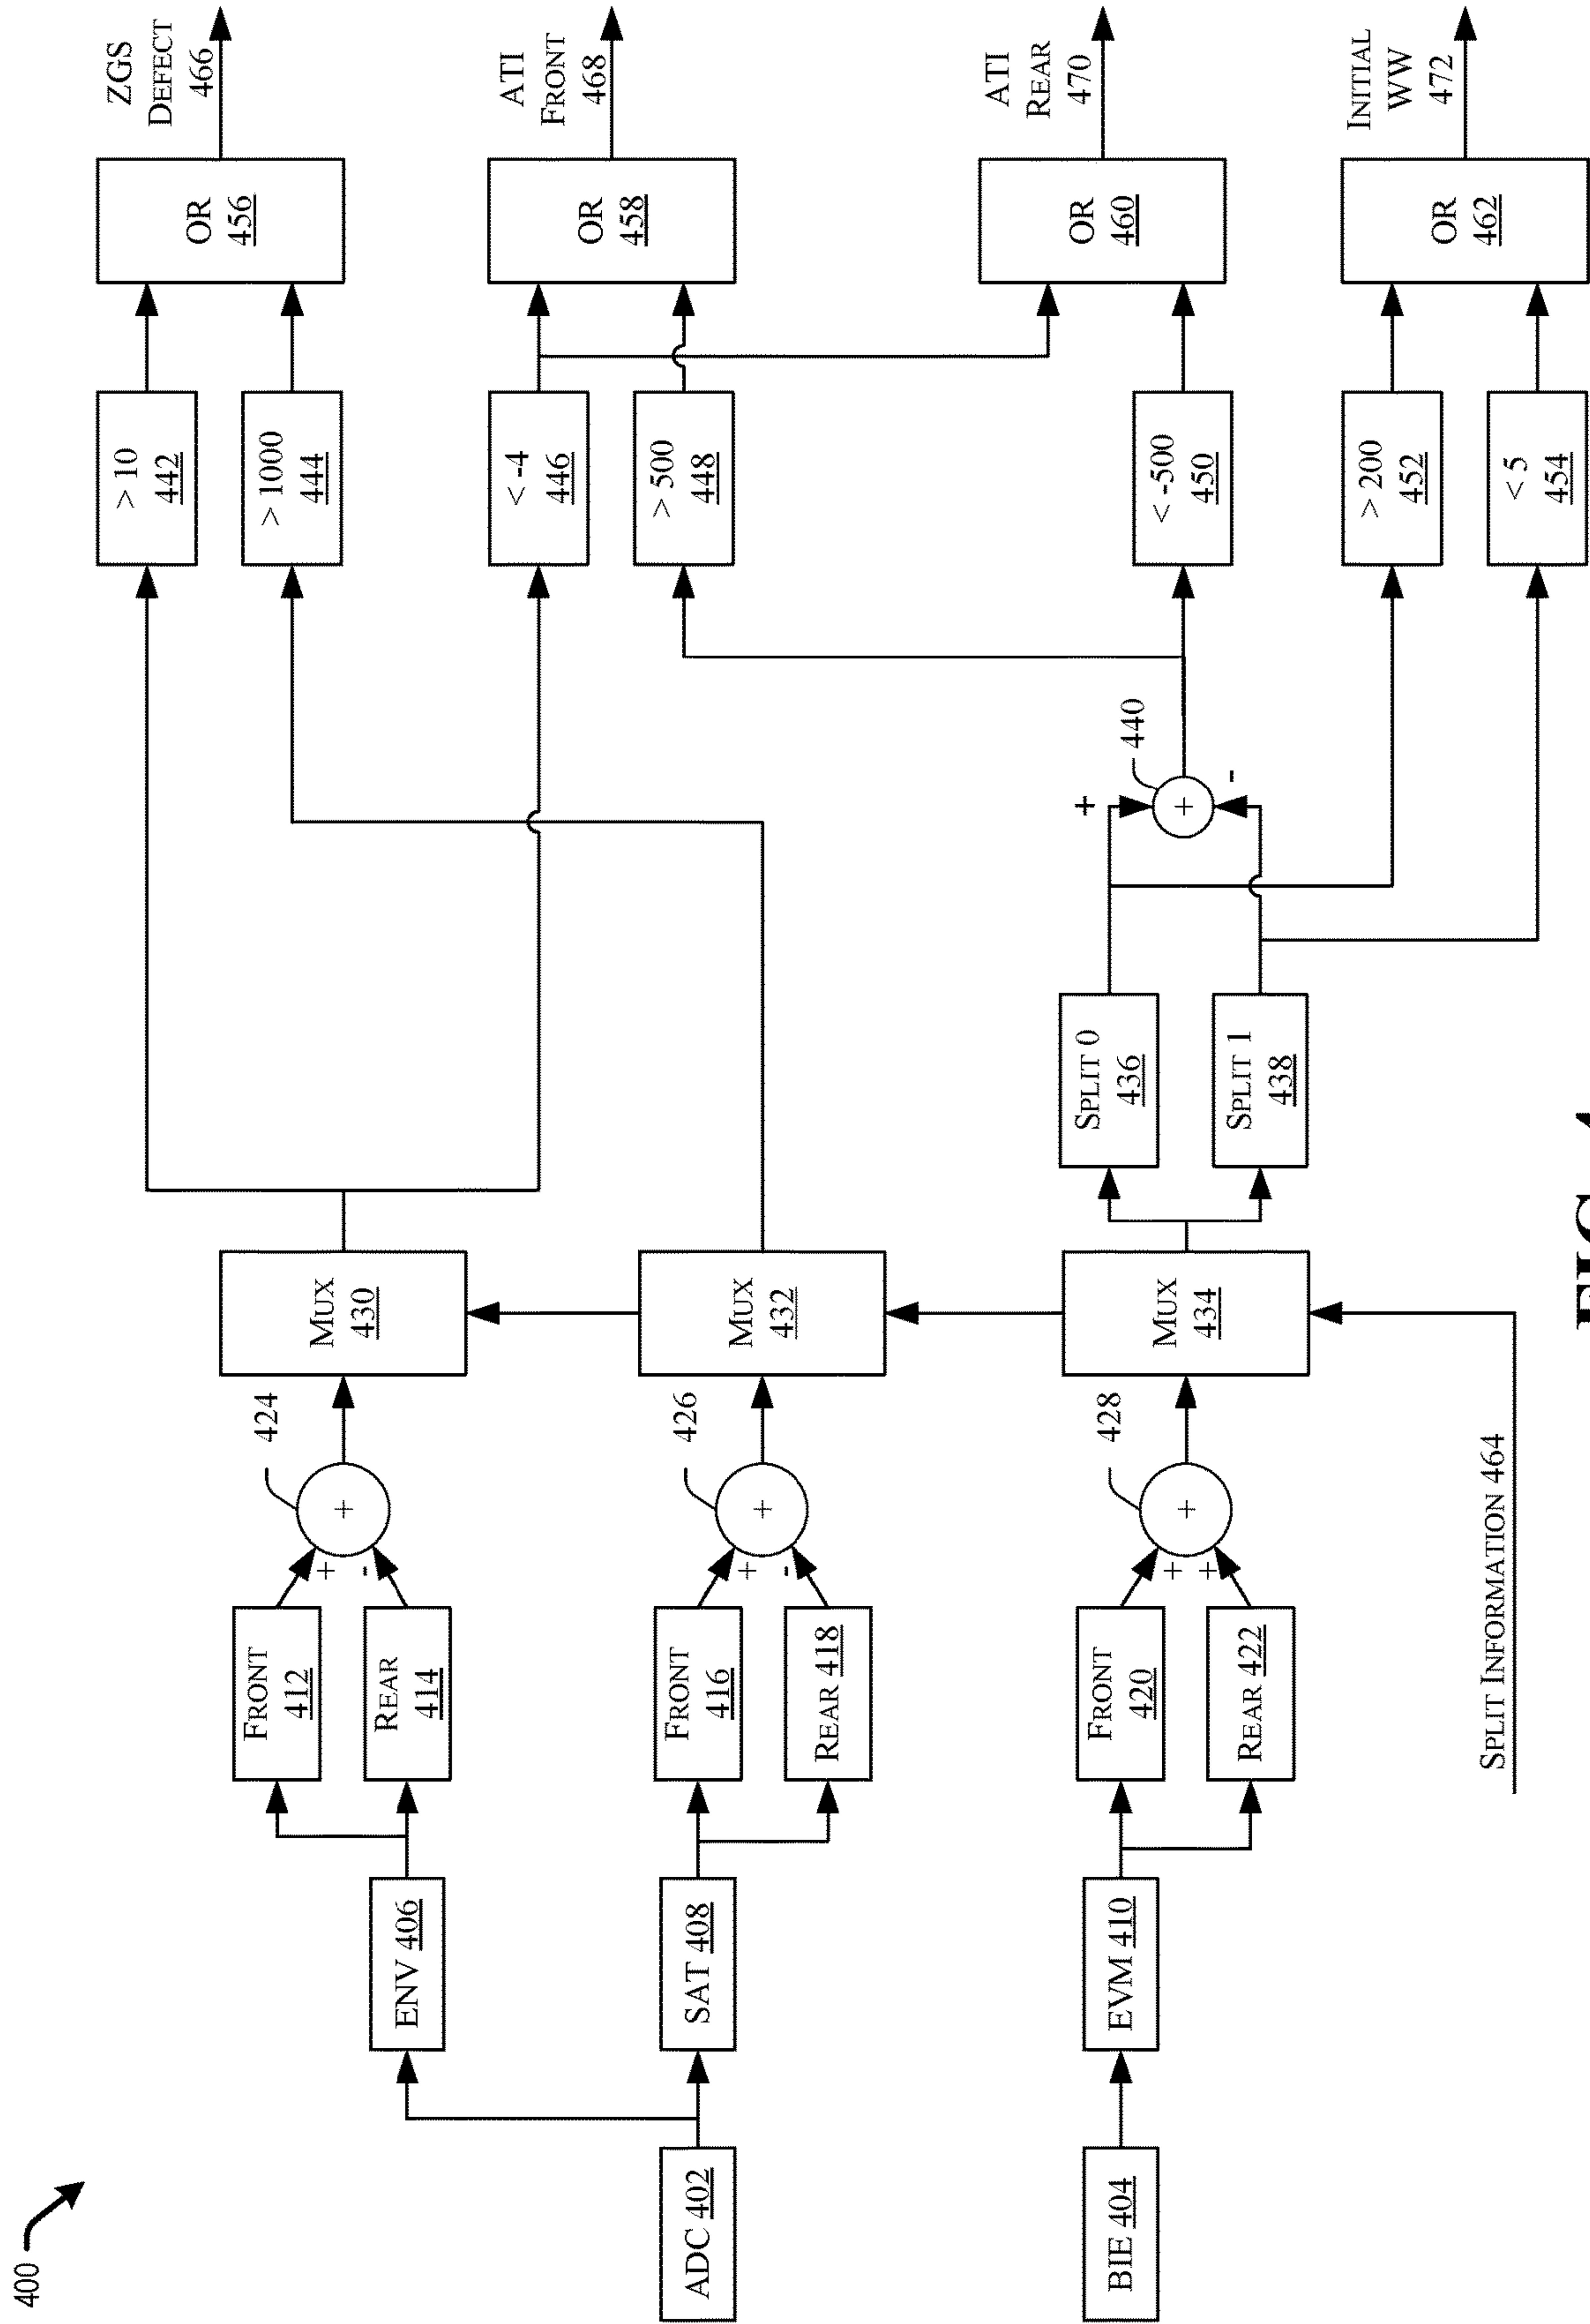 400
ADC 402
BIE 404
ENV 406
SAT 408
EVM 410
FRONT
412
REAR
414
FRONT
416
REAR 418
FRONT
420
REAR 422
SPLIT INFORMATION 464
+
-
+
424
+
-
+
426
+
+
+
428
MUX
430
MUX
432
MUX
434
SPLIT 0
436
SPLIT 1
438
+
-
+
440
> 10
442
> 1000
444
< -4
446
> 500
448
< -500
450
> 200
452
< 5
454
OR
456
OR
458
OR
460
OR
462
ZGS
DEFECT
466
ATI
FRONT
468
ATI
REAR
470
INITIAL
WW
472